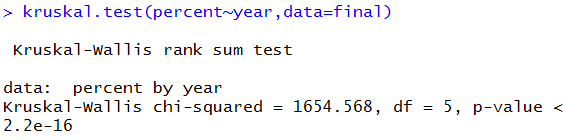 > kruskal.test(percent~year,data=final)
Kruskal-Wallis rank sum test
data:  percent by year
Kruskal-Wallis chi-squared = 1654.568, df = 5, p-value <
2.2e-16